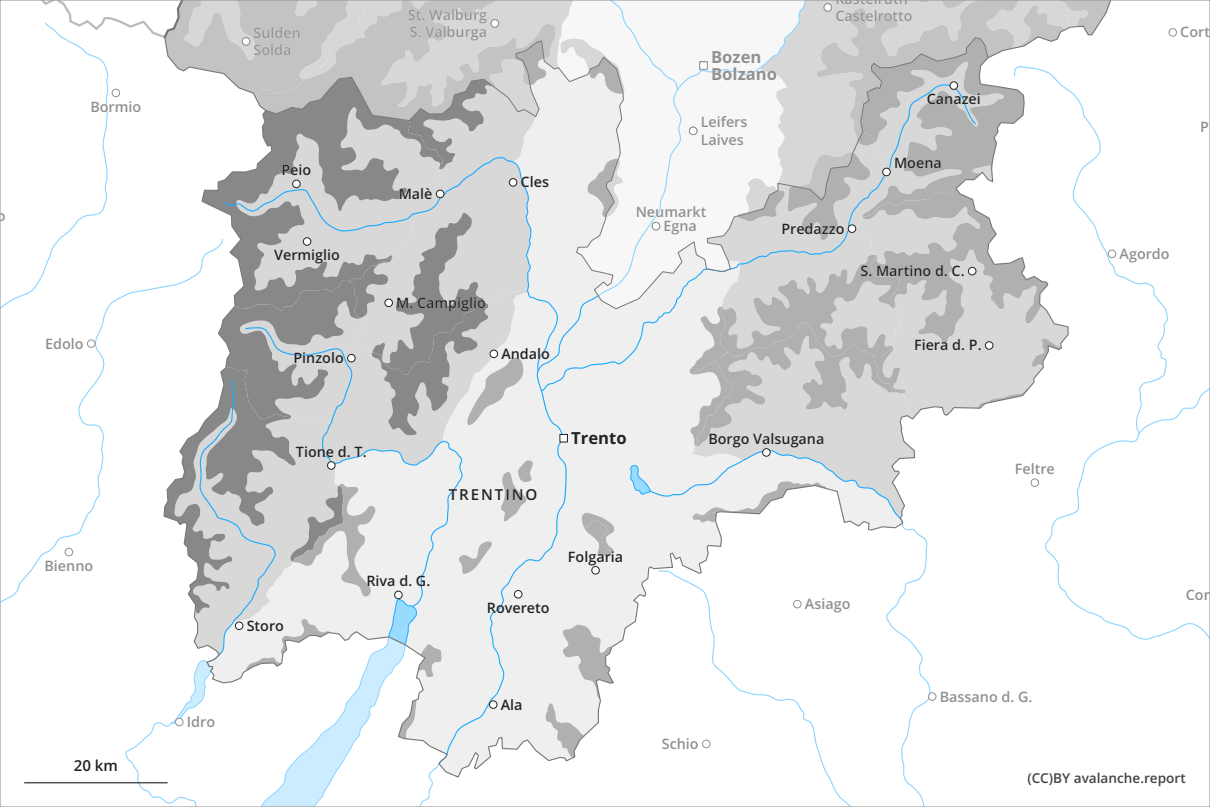 Kastelruth
Castelrotto
St. Walburg
S. Valburga
Sulden
Solda
Cort
Bozen
Bolzano
Bormio
Canazei
Leifers
Laives
P
Moena
Peio
Malè
Cles
Neumarkt
Egna
Predazzo
Vermiglio
Agordo
S. Martino d. C.
M. Campiglio
Edolo
Pinzolo
Andalo
Fiera d. P.
Trento
Borgo Valsugana
Tione d. T.
Feltre
TRENTINO
Bienno
Folgaria
Riva d. G.
Rovereto
Asiago
Cor
Storo
Bassano d. G.
Ala
Idro
Schio
20 km
(CC)BY avalanche.report